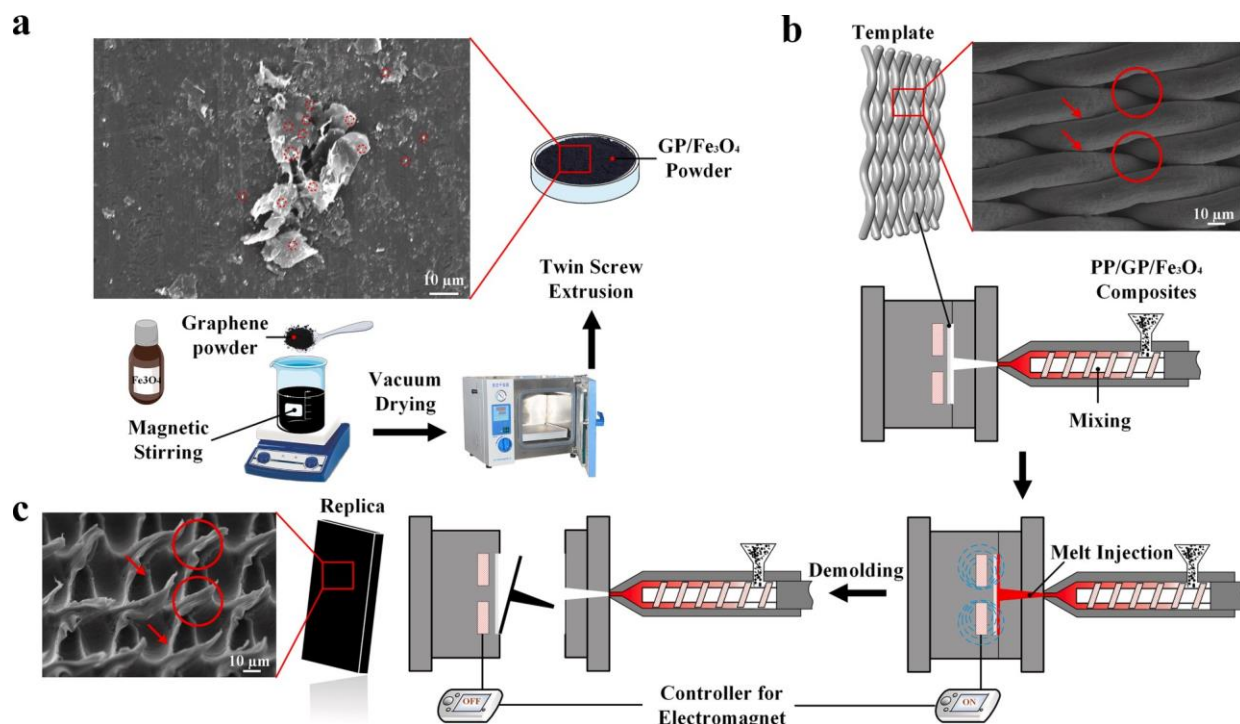 a
10 μm
GP/Fe₃O₄
Powder
Twin Screw
Extrusion
Graphene
powder
Fe3O4
Magnetic
Stirring
Vacuum
Drying
b
Template
10 μm
PP/GP/Fe₃O₄
Composites
Mixing
Melt Injection
Demolding
ON
Controller for
Electromagnet
OFF
c
Replica
10 μm